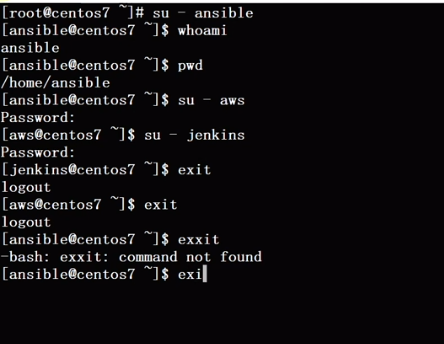 [root@centos7 ~]# su - ansible
[ansible@centos7 ~]$ whoami
ansible
[ansible@centos7 ~]$ pwd
/home/ansible
[ansible@centos7 ~]$ su - aws
Password:
[aws@centos7 ~]$ su - jenkins
Password:
[jenkins@centos7 ~]$ exit
logout
[aws@centos7 ~]$ exit
logout
[ansible@centos7 ~]$ exxit
-bash: exxit: command not found
[ansible@centos7 ~]$ exi